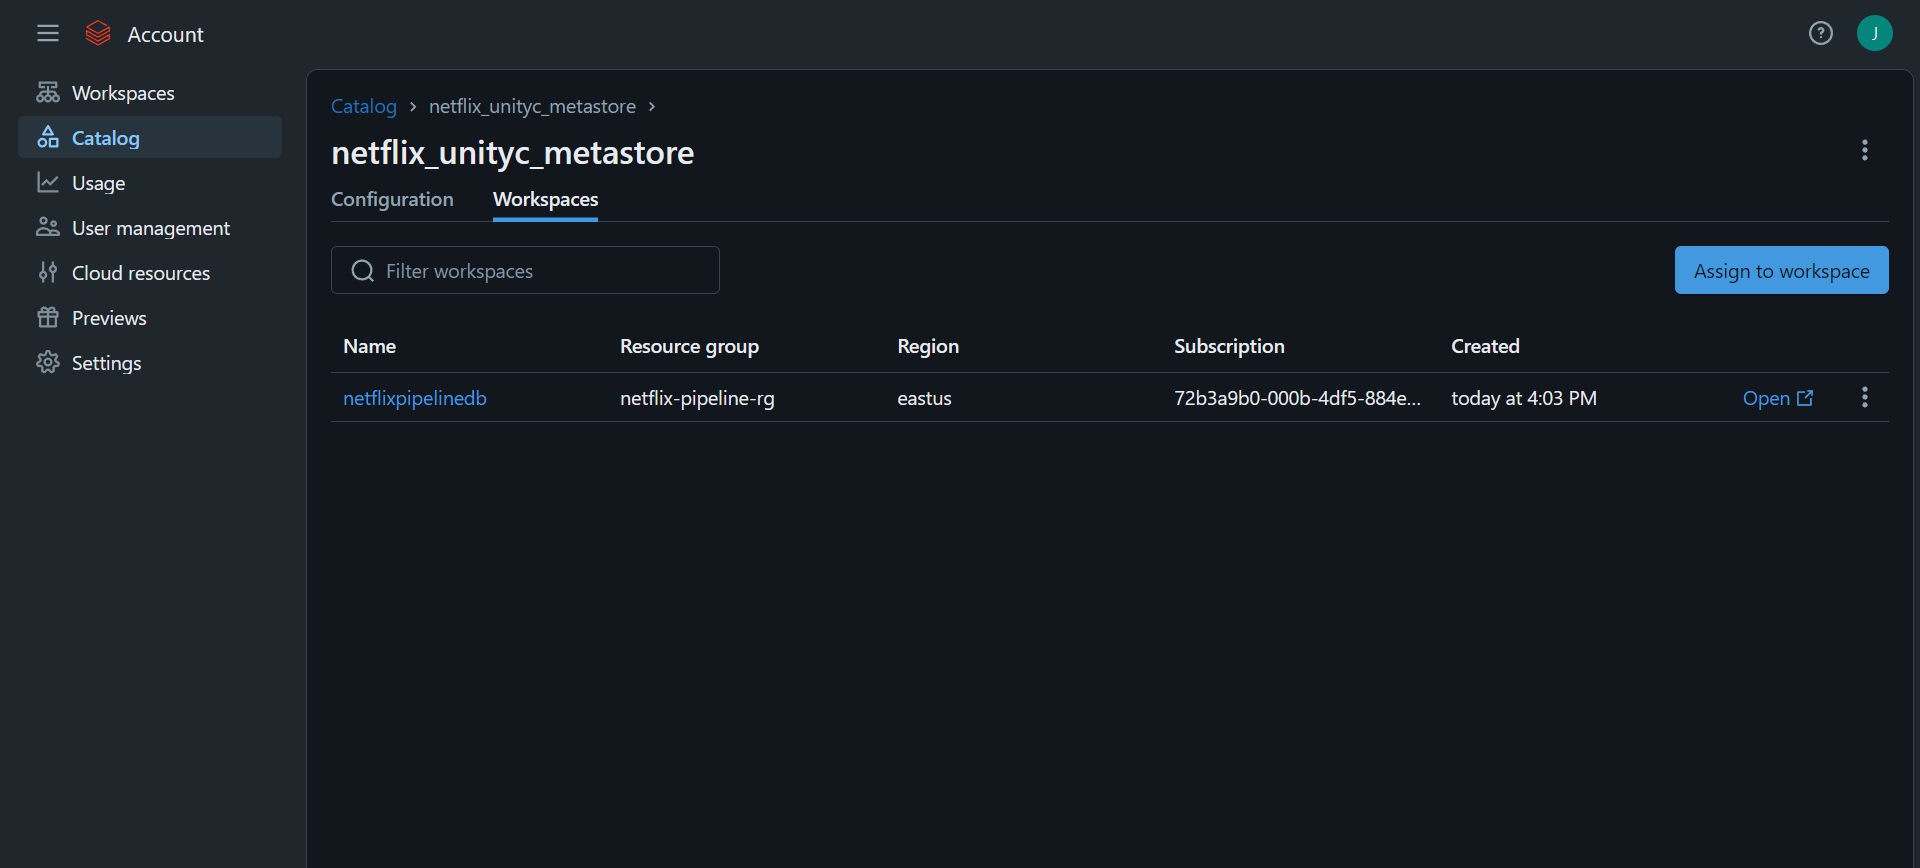 Account
?
J
Workspaces
Catalog
Usage
User management
Cloud resources
Previews
Settings
Catalog > netflix_unityc_metastore >
netflix_unityc_metastore
Configuration Workspaces
Filter workspaces
Assign to workspace
Name Resource group Region Subscription Created
netflixpipelinedb netflix-pipeline-rg eastus 72b3a9b0-000b-4df5-884e... today at 4:03 PM Open